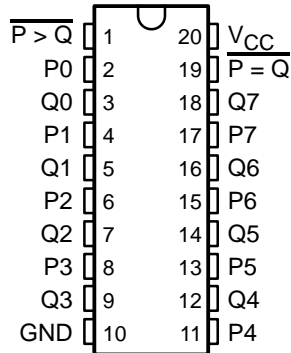 P > Q 1 20 VCC
P0 2 19 P = Q
Q0 3 18 Q7
P1 4 17 P7
Q1 5 16 Q6
P2 6 15 P6
Q2 7 14 Q5
P3 8 13 P5
Q3 9 12 Q4
GND 10 11 P4